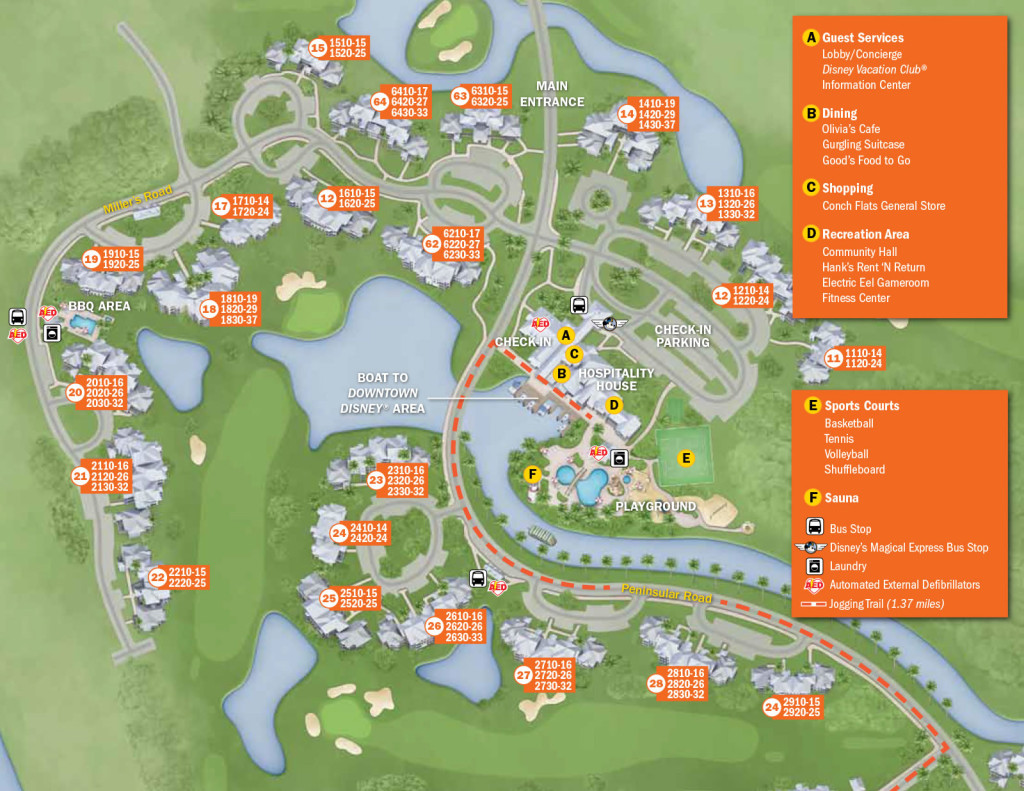 15
1510-15
1520-25
64
6410-17
6420-27
6430-33
63
6310-15
6320-25
MAIN
ENTRANCE
14
1410-19
1420-29
1430-37
Miller's Road
17
1710-14
1720-24
12
1610-15
1620-25
62
6210-17
6220-27
6230-33
13
1310-16
1320-26
1330-32
19
1910-15
1920-25
18
1810-19
1820-29
1830-37
12
1210-14
1220-24
BBQ AREA
AED
AED
AED
CHECK-IN
A
C
B
D
CHECK-IN
PARKING
HOSPITALITY
HOUSE
11
1110-14
1120-24
BOAT TO
DOWNTOWN
DISNEY® AREA
20
2010-16
2020-26
2030-32
21
2110-16
2120-26
2130-32
23
2310-16
2320-26
2330-32
AED
E
F
PLAYGROUND
24
2410-14
2420-24
22
2210-15
2220-25
25
2510-15
2520-25
AED
26
2610-16
2620-26
2630-33
Peninsular Road
27
2710-16
2720-26
2730-32
28
2810-16
2820-26
2830-32
24
2910-15
2920-25
A Guest Services
Lobby/Concierge
Disney Vacation Club®
Information Center
B Dining
Olivia's Cafe
Gurgling Suitcase
Good's Food to Go
C Shopping
Conch Flats General Store
D Recreation Area
Community Hall
Hank's Rent 'N Return
Electric Eel Gameroom
Fitness Center
E Sports Courts
Basketball
Tennis
Volleyball
Shuffleboard
F Sauna
Bus Stop
Disney's Magical Express Bus Stop
Laundry
AED Automated External Defibrillators
Jogging Trail (1.37 miles)